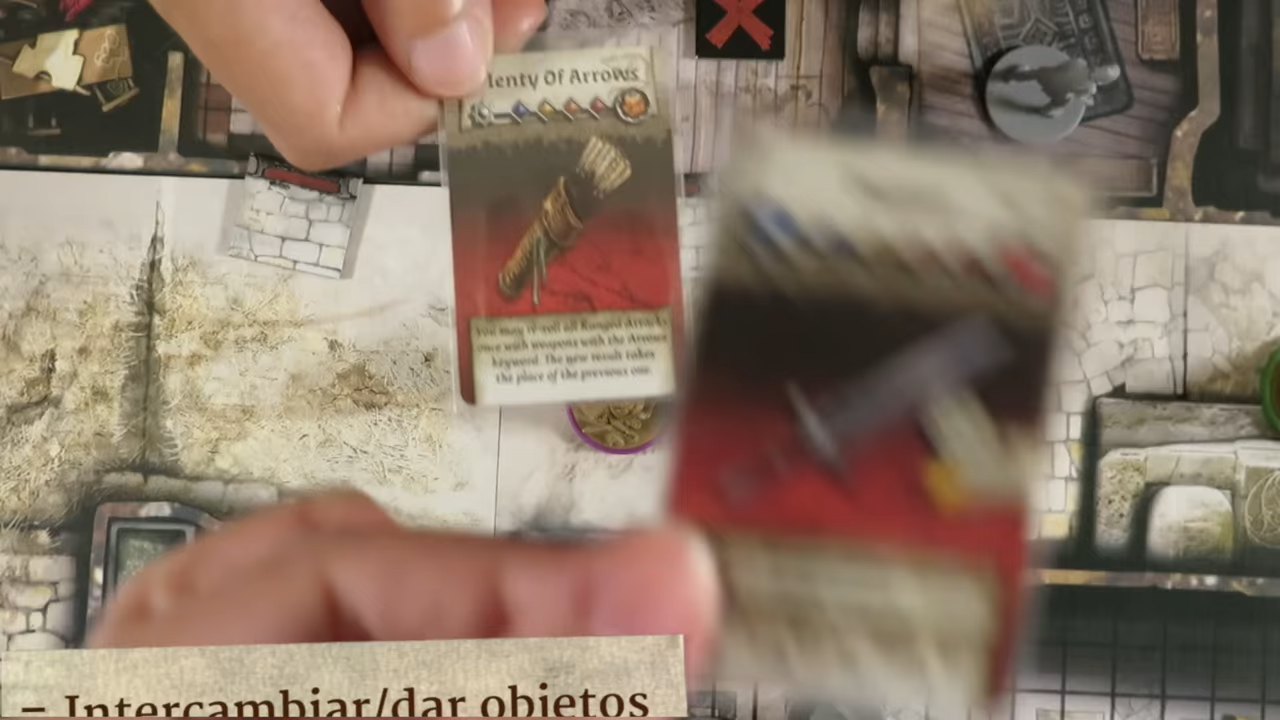 lenty Of Arrows
You may re-roll all Ranged Attacks
once with weapons with the Arrows
keyword. The new result takes
the place of the previous one.
– Intercambiar/dar objetos